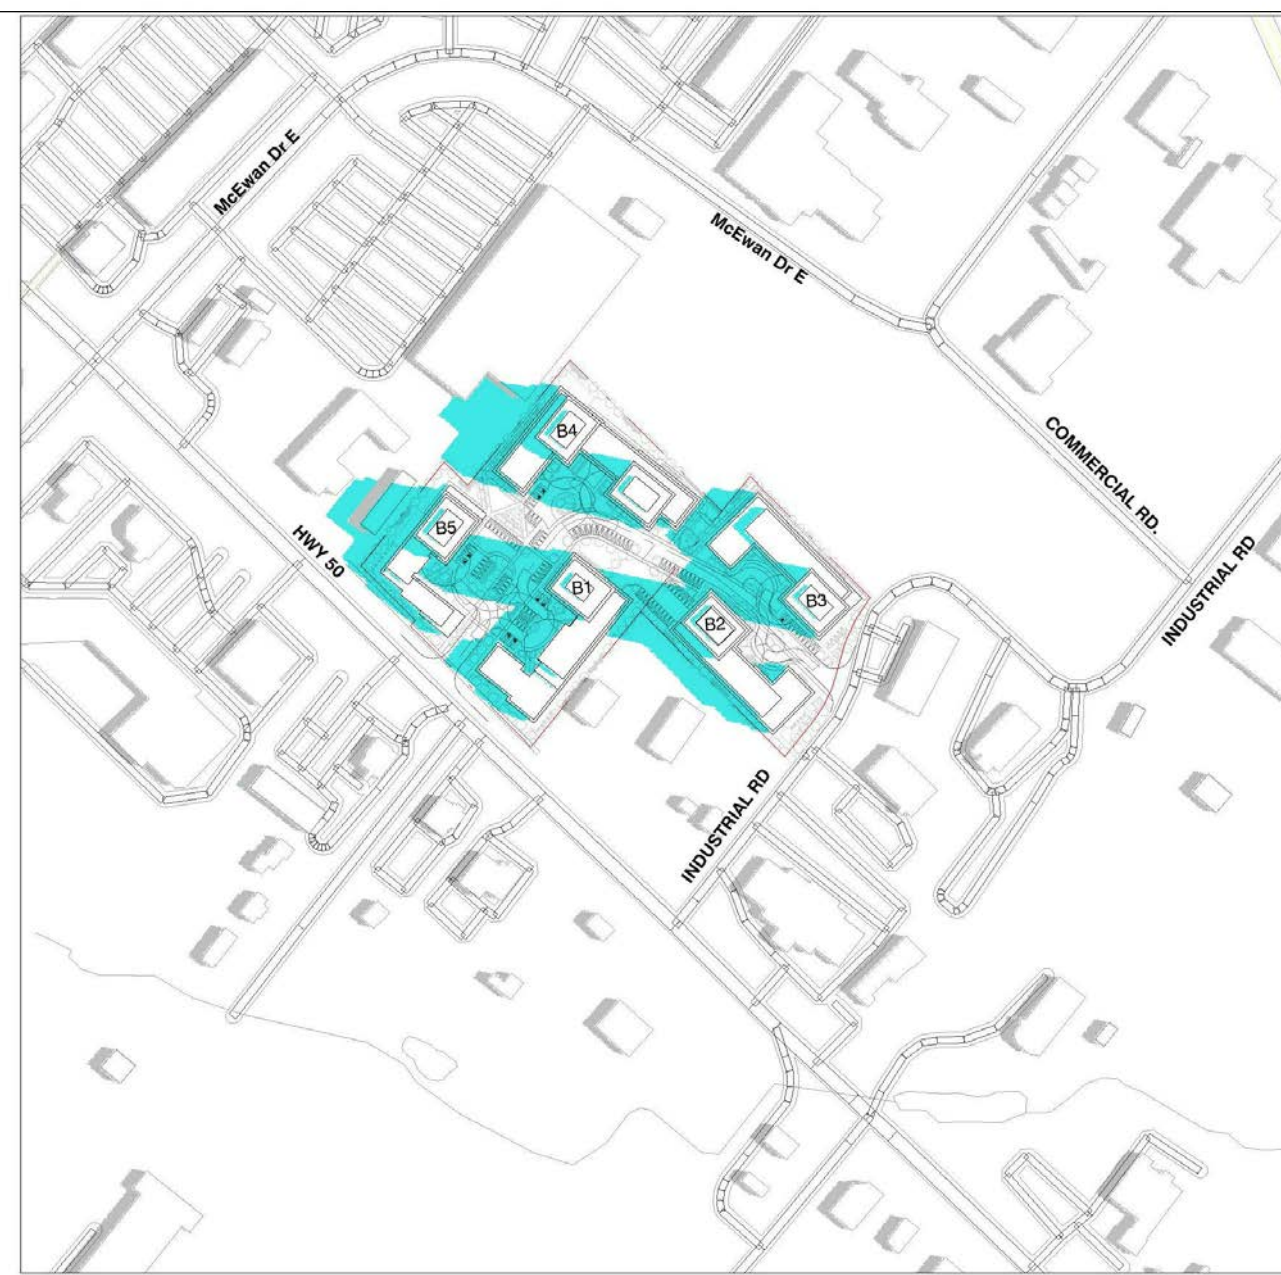 McEwan Dr E
McEwan Dr E
COMMERCIAL RD.
INDUSTRIAL RD
HWY 50
B4
B5
B1
B2
B3
INDUSTRIAL RD